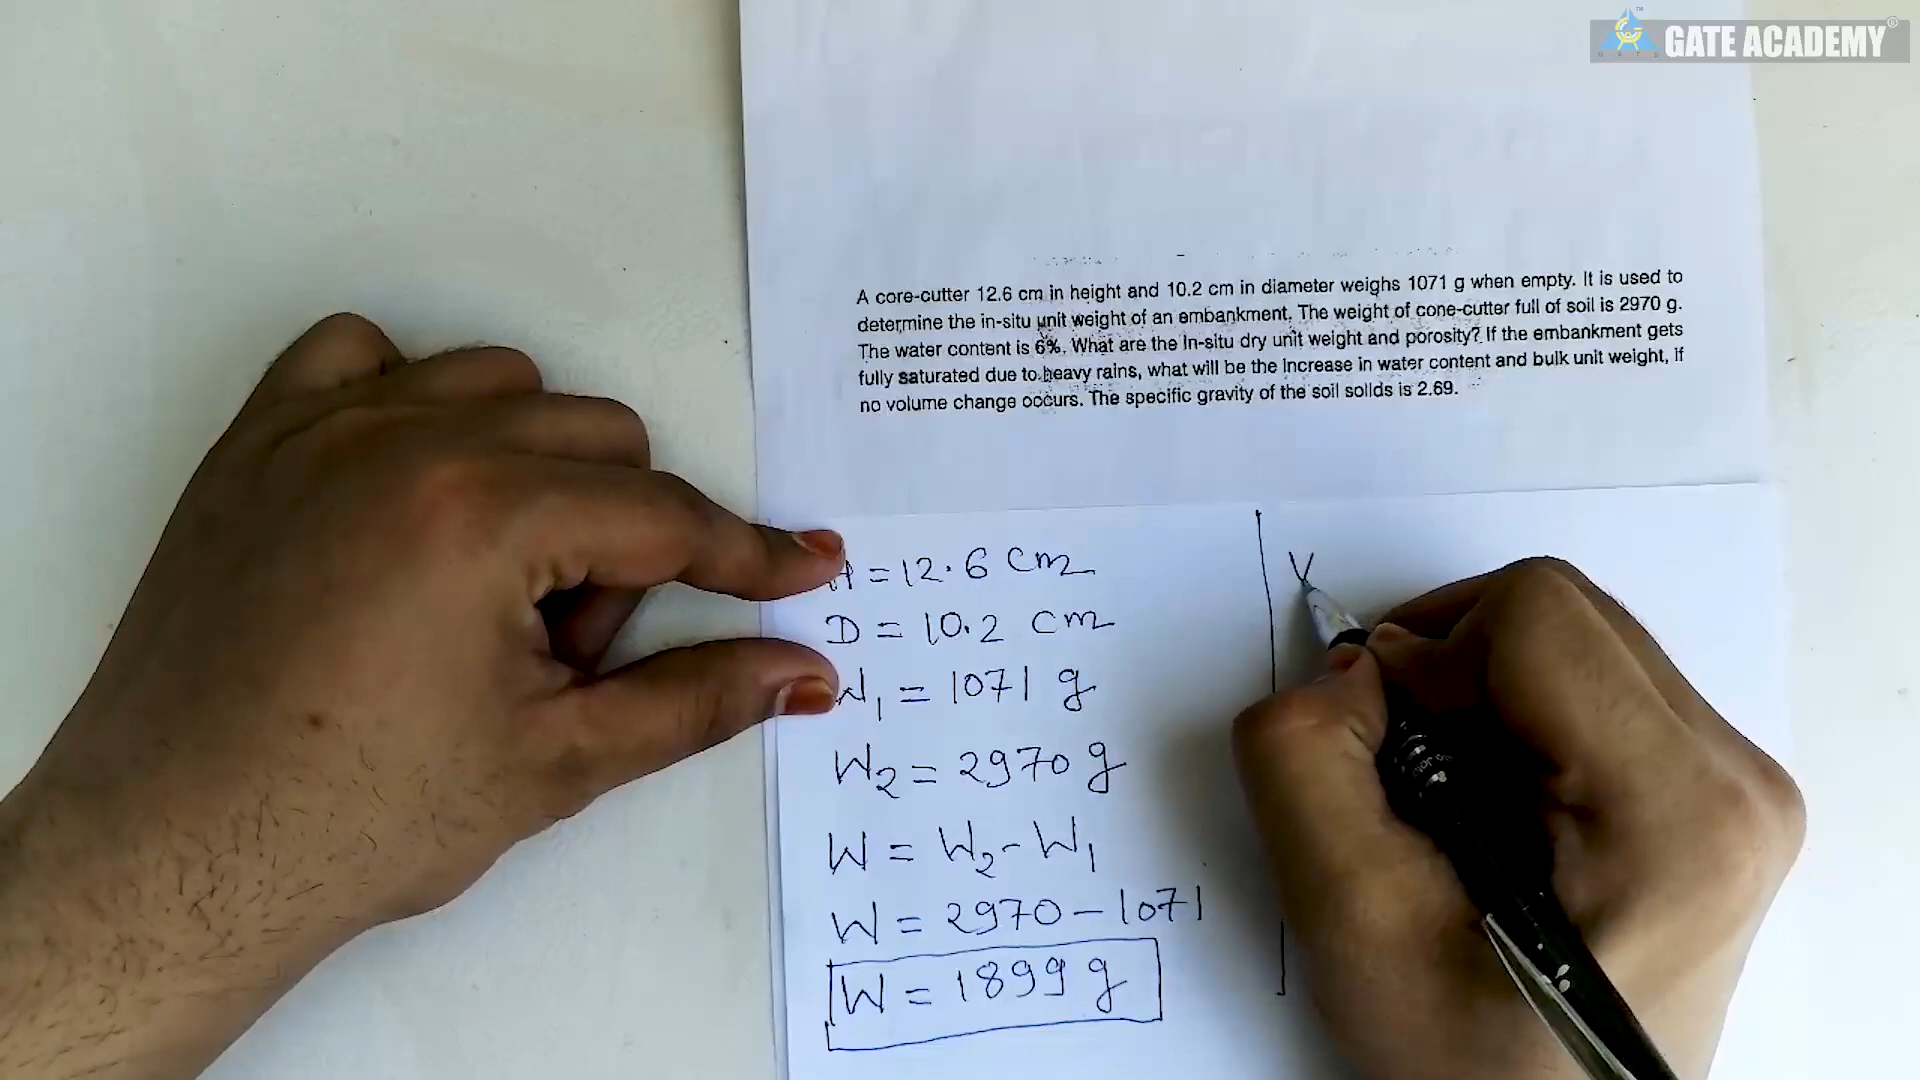 GATE ACADEMY
A core-cutter 12.6 cm in height and 10.2 cm in diameter weighs 1071 g when empty. It is used to
determine the in-situ unit weight of an embankment. The weight of cone-cutter full of soil is 2970 g.
The water content is 6%. What are the in-situ dry unit weight and porosity? If the embankment gets
fully saturated due to heavy rains, what will be the increase in water content and bulk unit weight, if
no volume change occurs. The specific gravity of the soil solids is 2.69.
H = 12.6 cm
D = 10.2 cm
W₁ = 1071 g
W₂ = 2970 g
W = W₂ - W₁
W = 2970 - 1071
W = 1899 g
V